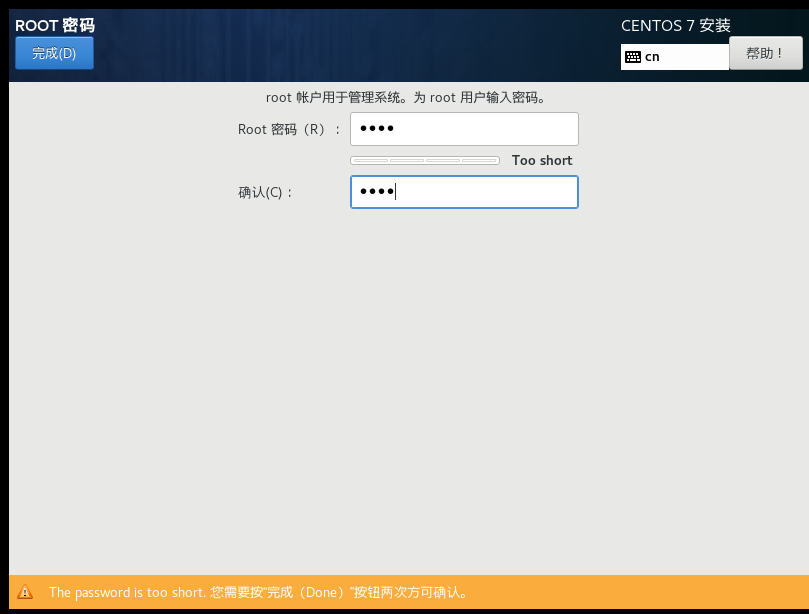 ROOT 密码
CENTOS 7 安装
完成(D)
cn
帮助！
root 帐户用于管理系统。为 root 用户输入密码。
Root 密码（R）：
••••
Too short
确认(C)：
••••
The password is too short. 您需要按“完成（Done）”按钮两次方可确认。